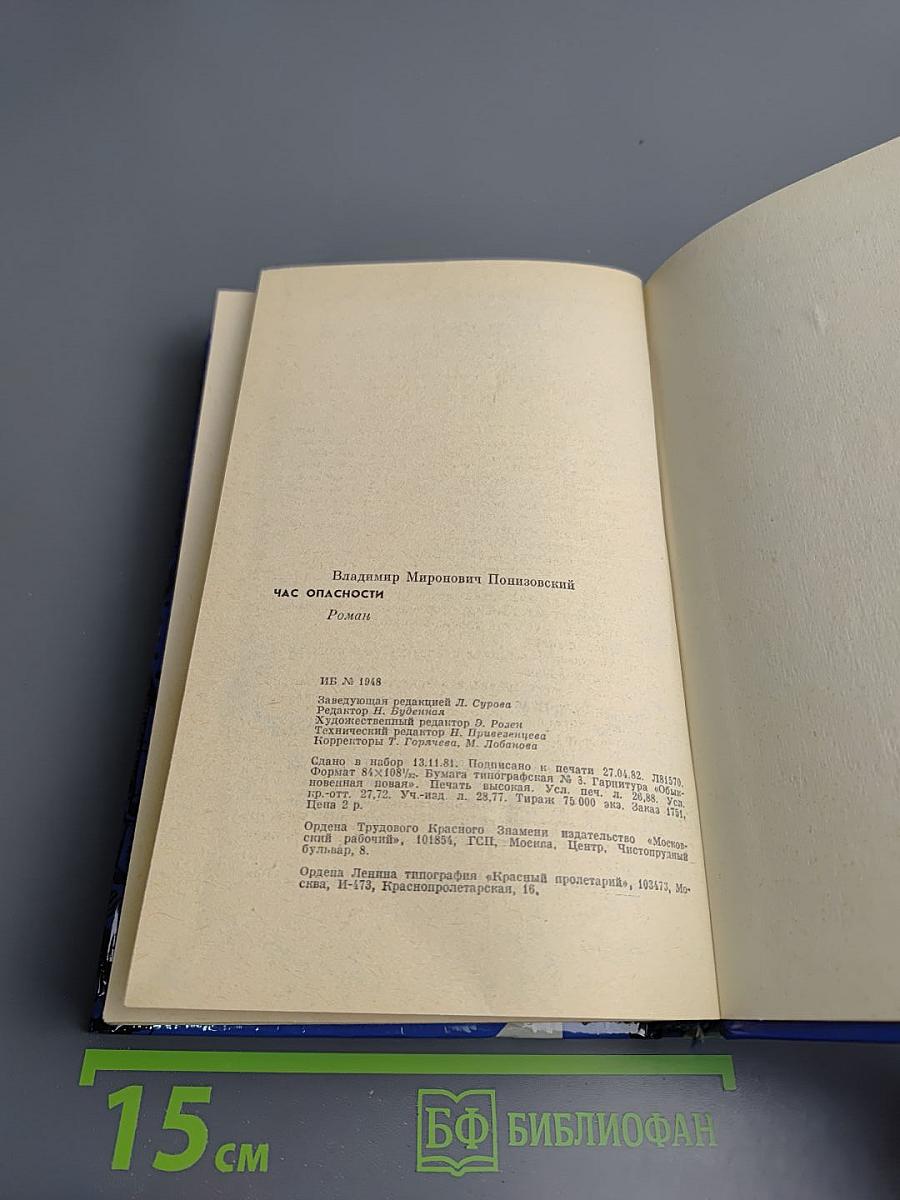 Владимир Миронович Понизовский
ЧАС ОПАСНОСТИ
Роман
ИБ № 1948
Заведующая редакцией Л. Сурова
Редактор Н. Буденная
Художественный редактор Э. Розен
Технический редактор Н. Привезенцева
Корректоры Т. Горячева, М. Лобанова
Сдано в набор 13.11.81. Подписано к печати 27.04.82. Л81570.
Формат 84×108¹/₃₂. Бумага типографская № 3. Гарнитура «Обык-
новенная новая». Печать высокая. Усл. печ. л. 26,88. Усл.
кр.-отт. 27,72. Уч.-изд. л. 28,77. Тираж 75 000 экз. Заказ 1751.
Цена 2 р.
Ордена Трудового Красного Знамени издательство «Москов-
ский рабочий», 101854, ГСП, Москва, Центр, Чистопрудный
бульвар, 8.
Ордена Ленина типография «Красный пролетарий», 103473, Мо-
сква, И-473, Краснопролетарская, 16.
15 см
БФ БИБЛИОФАН